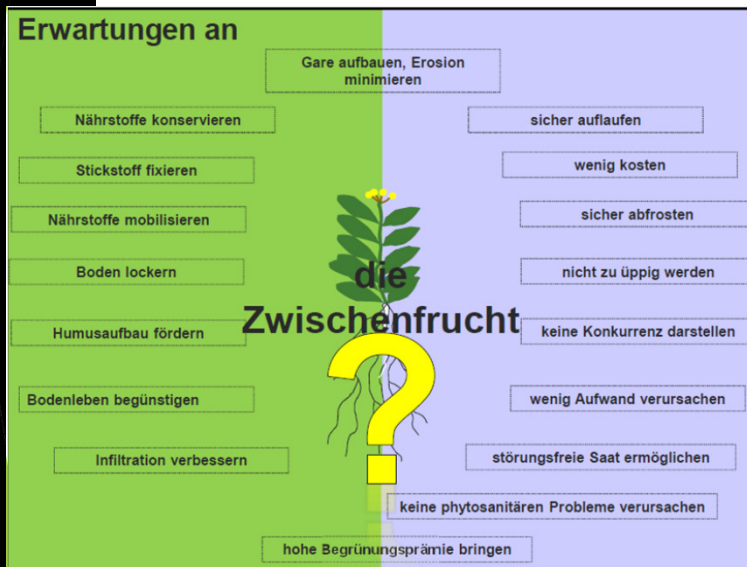 Erwartungen an
Gare aufbauen, Erosion
minimieren
Nährstoffe konservieren
sicher auflaufen
Stickstoff fixieren
wenig kosten
Nährstoffe mobilisieren
sicher abfrosten
Boden lockern
die
nicht zu üppig werden
Zwischenfrucht
Humusaufbau fördern
keine Konkurrenz darstellen
?
Bodenleben begünstigen
wenig Aufwand verursachen
Infiltration verbessern
störungsfreie Saat ermöglichen
keine phytosanitären Probleme verursachen
hohe Begrünungsprämie bringen